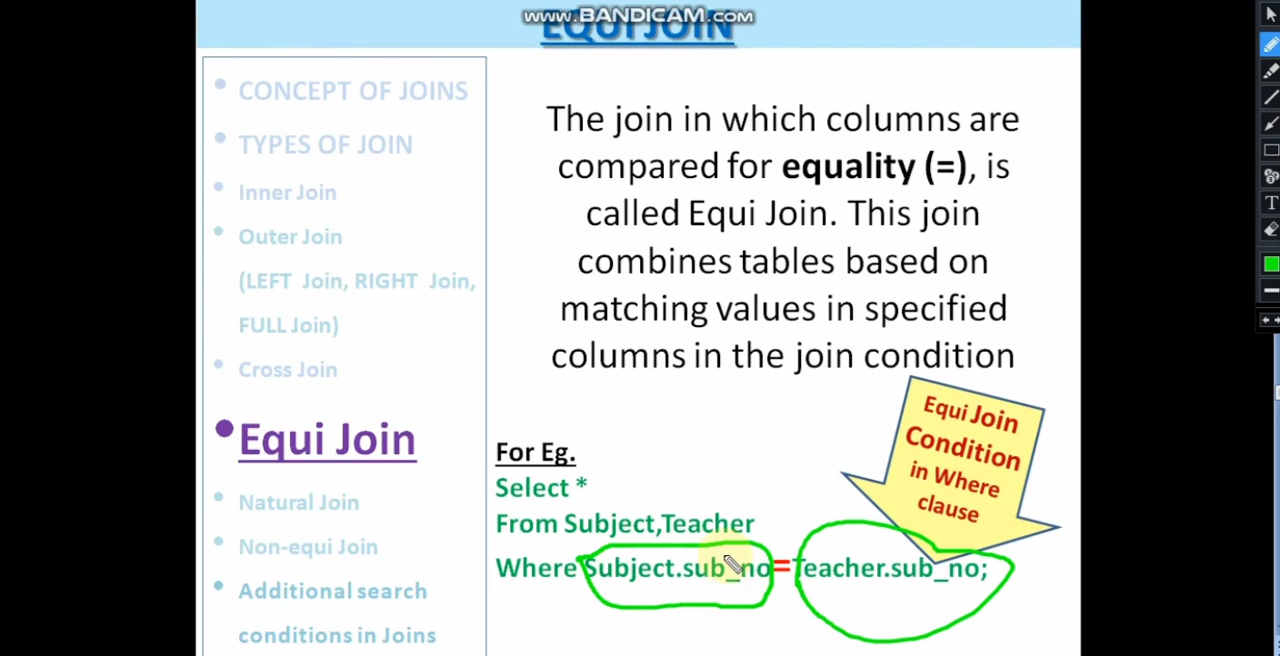 www.BANDICAM.com
EQUI JOIN
• CONCEPT OF JOINS
• TYPES OF JOIN
• Inner Join
• Outer Join
(LEFT Join, RIGHT Join,
FULL Join)
• Cross Join
• Equi Join
• Natural Join
• Non-equi Join
• Additional search
conditions in Joins
The join in which columns are
compared for equality (=), is
called Equi Join. This join
combines tables based on
matching values in specified
columns in the join condition
Equi Join
Condition
in Where
clause
For Eg.
Select *
From Subject,Teacher
Where Subject.sub_no=Teacher.sub_no;
T